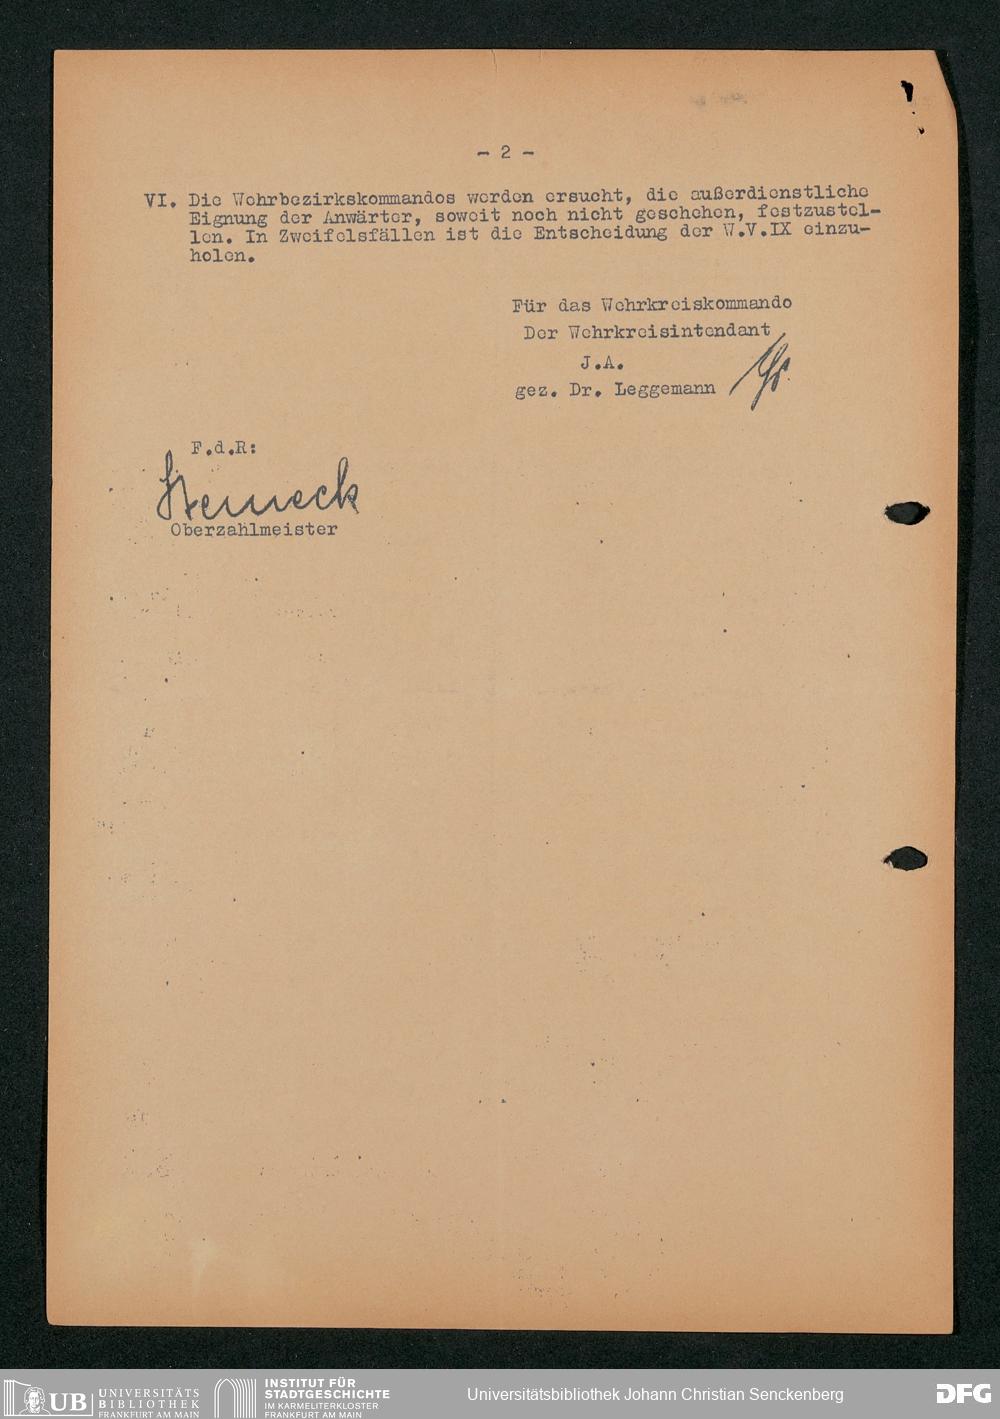 - 2 -
VI. Die Wehrbezirkskommandos werden ersucht, die außerdienstliche
Eignung der Anwärter, soweit noch nicht geschehen, festzustel-
len. In Zweifelsfällen ist die Entscheidung der W.V.IX einzu-
holen.
Für das Wehrkreiskommando
Der Wehrkreisintendant
J.A.
gez. Dr. Leggemann
F.d.R:
Oberzahlmeister
UB UNIVERSITÄTS
BIBLIOTHEK
FRANKFURT AM MAIN
INSTITUT FÜR
STADTGESCHICHTE
IM KARMELITERKLOSTER
FRANKFURT AM MAIN
Universitätsbibliothek Johann Christian Senckenberg
DFG